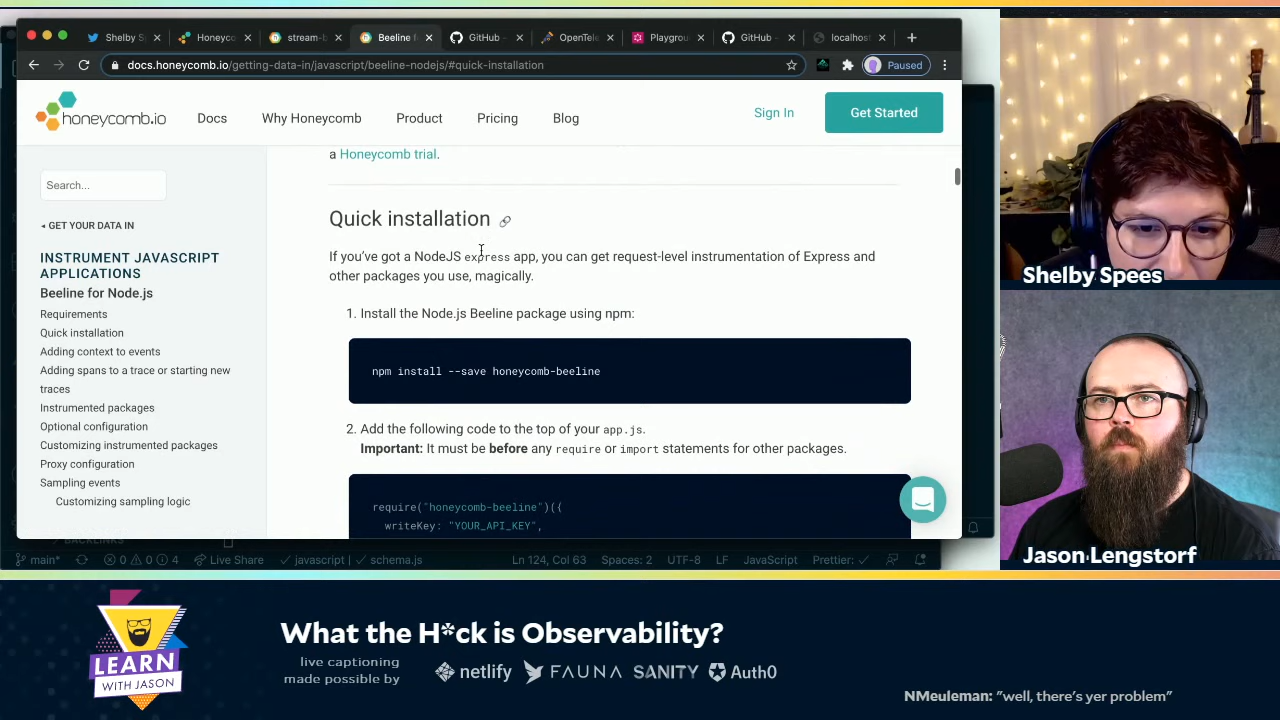 Shelby S
Honeyco
stream-b
Beeline f
GitHub -
OpenTele
Playgrou
GitHub -
localhos
docs.honeycomb.io/getting-data-in/javascript/beeline-nodejs/#quick-installation
Paused
honeycomb.io
Docs
Why Honeycomb
Product
Pricing
Blog
Sign In
Get Started
Search...
GET YOUR DATA IN
INSTRUMENT JAVASCRIPT
APPLICATIONS
Beeline for Node.js
Requirements
Quick installation
Adding context to events
Adding spans to a trace or starting new
traces
Instrumented packages
Optional configuration
Customizing instrumented packages
Proxy configuration
Sampling events
Customizing sampling logic
a Honeycomb trial.
Quick installation
If you've got a NodeJS express app, you can get request-level instrumentation of Express and
other packages you use, magically.
1. Install the Node.js Beeline package using npm:
npm install --save honeycomb-beeline
2. Add the following code to the top of your app.js.
Important: It must be before any require or import statements for other packages.
require("honeycomb-beeline")({
writeKey: "YOUR_API_KEY",
BACKLINKS
main*
0
0
4
Live Share
javascript
schema.js
Ln 124, Col 63
Spaces: 2
UTF-8
LF
JavaScript
Prettier:
Shelby Spees
Jason Lengstorf
LEARN
WITH JASON
What the H*ck is Observability?
live captioning
made possible by
netlify
FAUNA
SANITY
Auth0
NMeuleman: "well, there's yer problem"